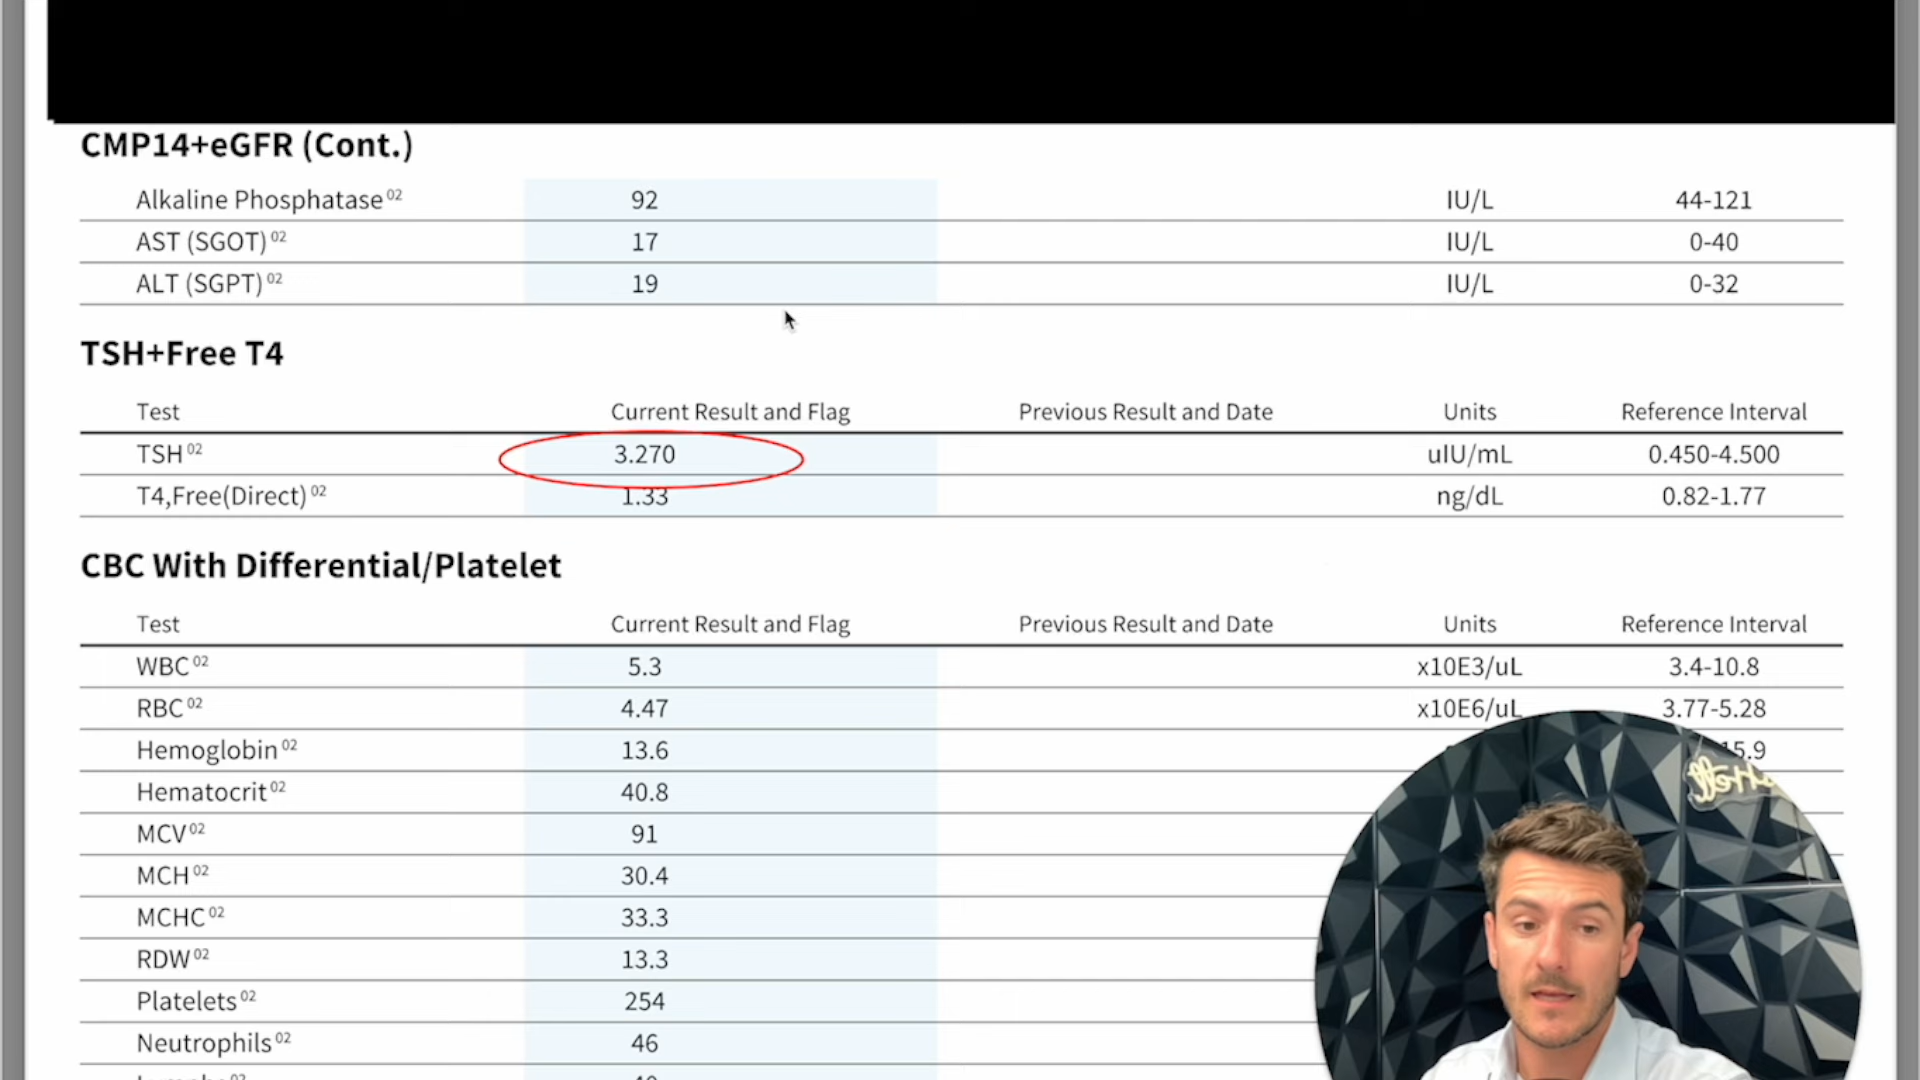 CMP14+eGFR (Cont.)
Alkaline Phosphatase 02 92 IU/L 44-121
AST (SGOT) 02 17 IU/L 0-40
ALT (SGPT) 02 19 IU/L 0-32
TSH+Free T4
Test Current Result and Flag Previous Result and Date Units Reference Interval
TSH 02 3.270 uIU/mL 0.450-4.500
T4,Free(Direct) 02 1.33 ng/dL 0.82-1.77
CBC With Differential/Platelet
Test Current Result and Flag Previous Result and Date Units Reference Interval
WBC 02 5.3 x10E3/uL 3.4-10.8
RBC 02 4.47 x10E6/uL 3.77-5.28
Hemoglobin 02 13.6 15.9
Hematocrit 02 40.8
MCV 02 91
MCH 02 30.4
MCHC 02 33.3
RDW 02 13.3
Platelets 02 254
Neutrophils 02 46